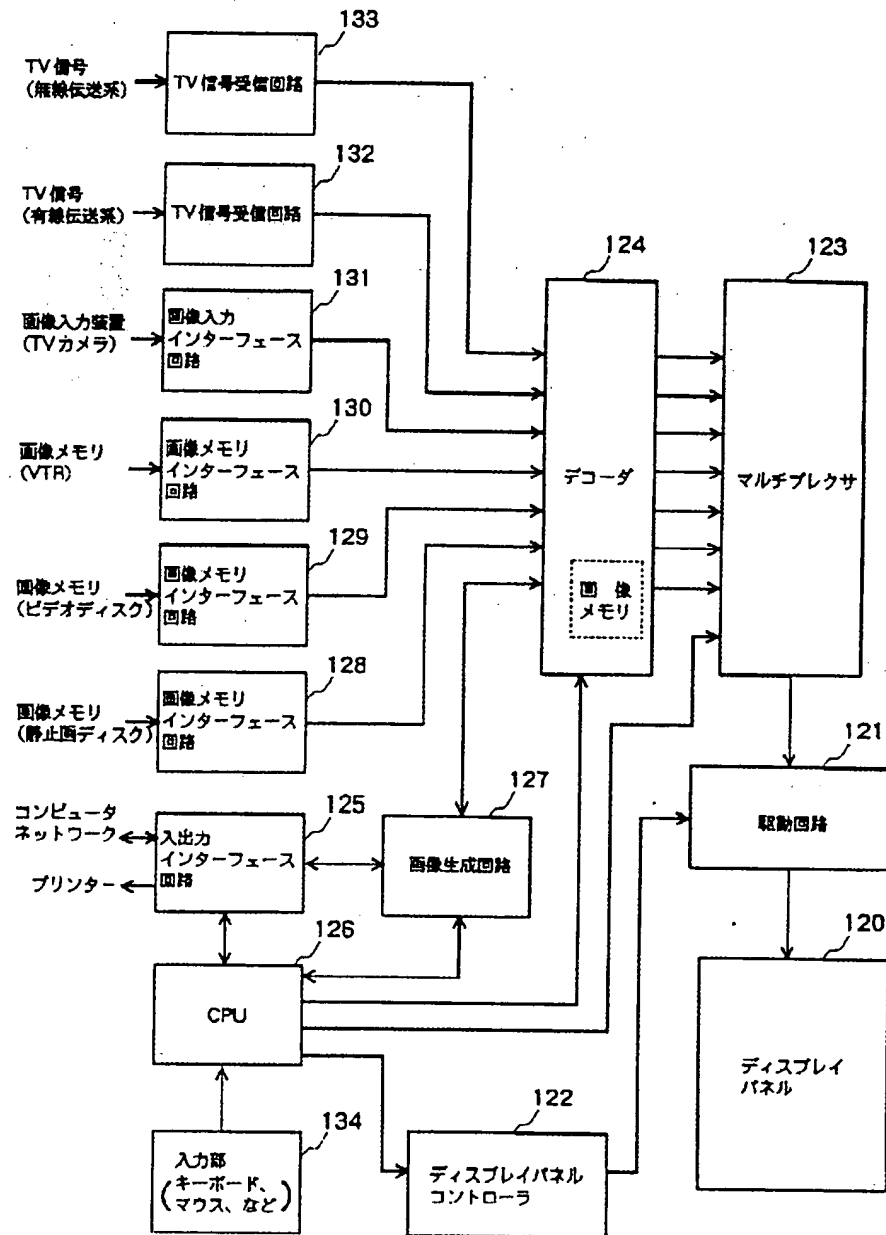 133
TV信号
(無線伝送系)
TV信号受信回路
132
TV信号
(有線伝送系)
TV信号受信回路
124
123
131
画像入力装置
(TVカメラ)
画像入力
インターフェース
回路
130
画像メモリ
(VTR)
画像メモリ
インターフェース
回路
デコーダ
マルチプレクサ
129
画像メモリ
(ビデオディスク)
画像メモリ
インターフェース
回路
画像
メモリ
128
画像メモリ
(静止画ディスク)
画像メモリ
インターフェース
回路
121
127
125
コンピュータ
ネットワーク
プリンター
入出力
インターフェース
回路
画像生成回路
駆動回路
126
120
CPU
ディスプレイ
パネル
122
134
入力部
(キーボード、
マウス、など)
ディスプレイパネル
コントローラ